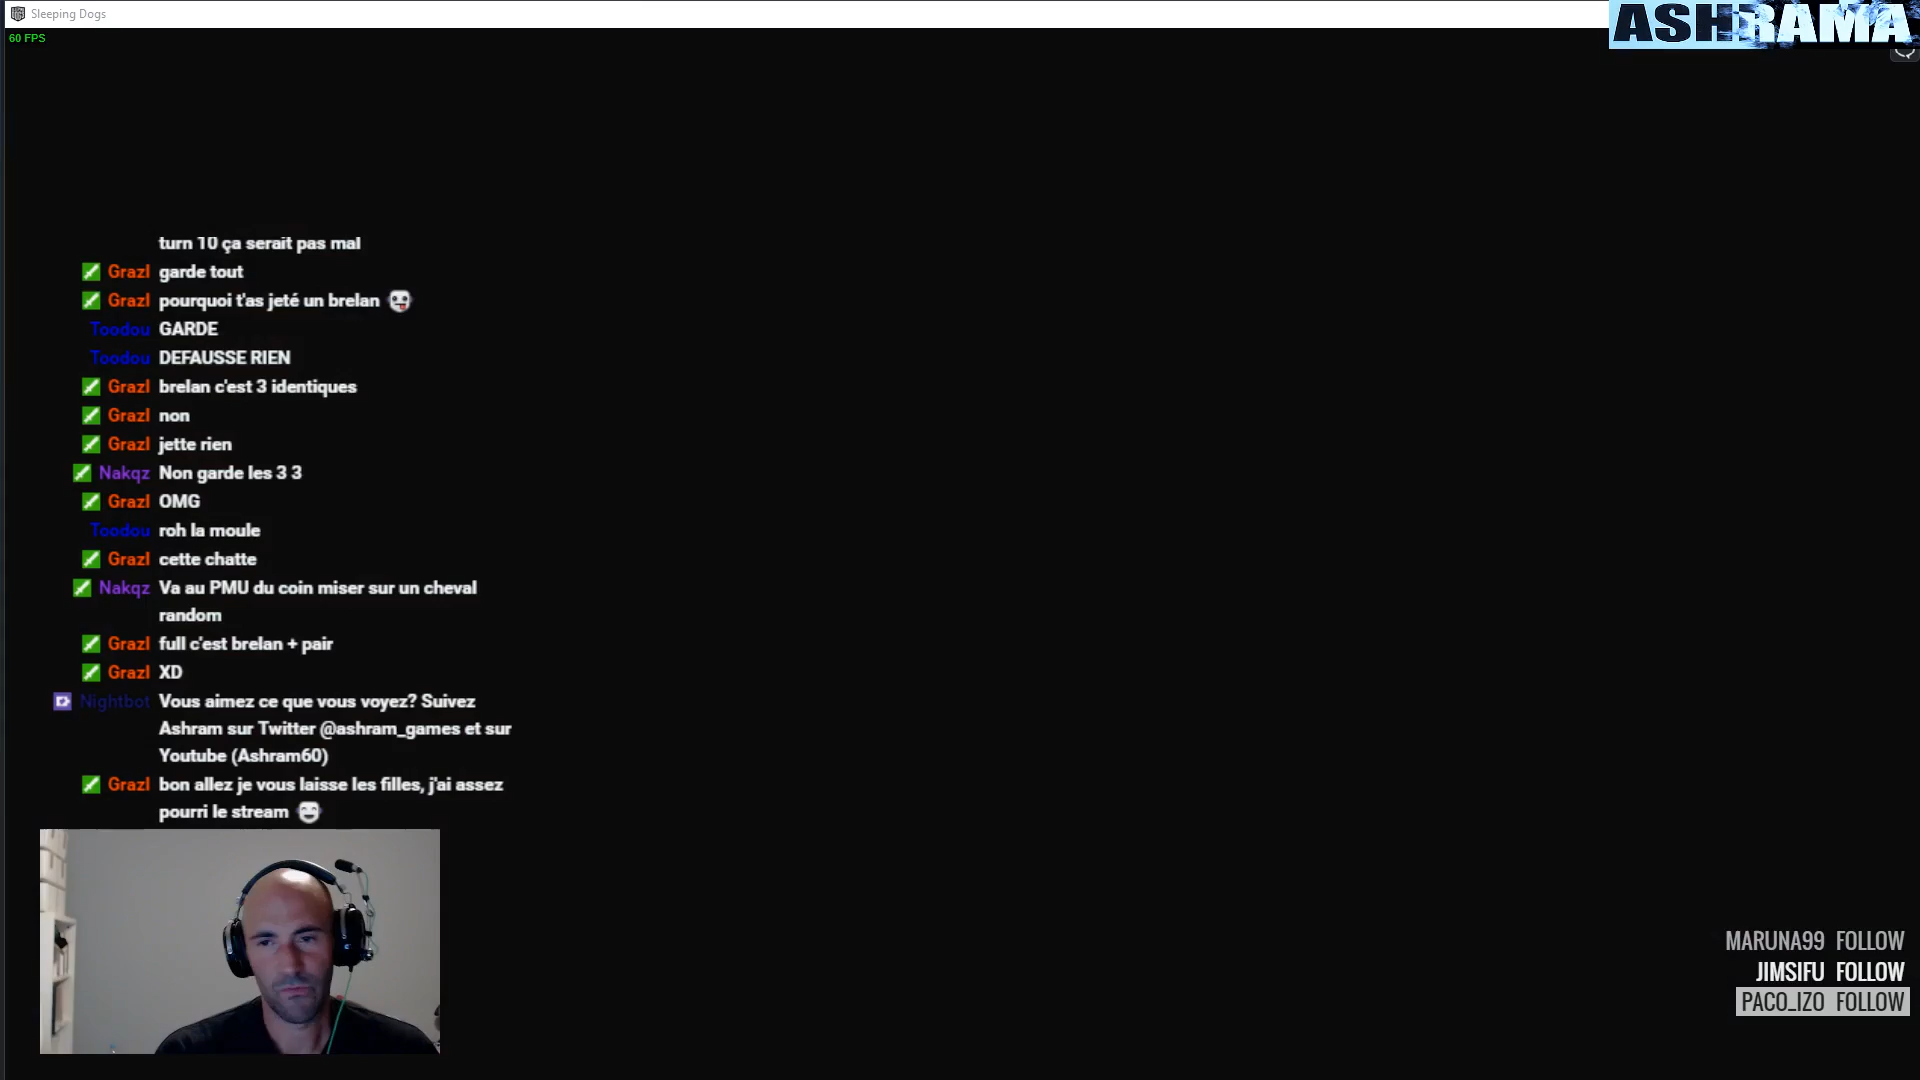 Sleeping Dogs
60 FPS
ASHRAMA
turn 10 ça serait pas mal
Grazl garde tout
Grazl pourquoi t'as jeté un brelan
Toodou GARDE
Toodou DEFAUSSE RIEN
Grazl brelan c'est 3 identiques
Grazl non
Grazl jette rien
Nakqz Non garde les 3 3
Grazl OMG
Toodou roh la moule
Grazl cette chatte
Nakqz Va au PMU du coin miser sur un cheval
random
Grazl full c'est brelan + pair
Grazl XD
Nightbot Vous aimez ce que vous voyez? Suivez
Ashram sur Twitter @ashram_games et sur
Youtube (Ashram60)
Grazl bon allez je vous laisse les filles, j'ai assez
pourri le stream
MARUNA99 FOLLOW
JIMSIFU FOLLOW
PACO_IZO FOLLOW